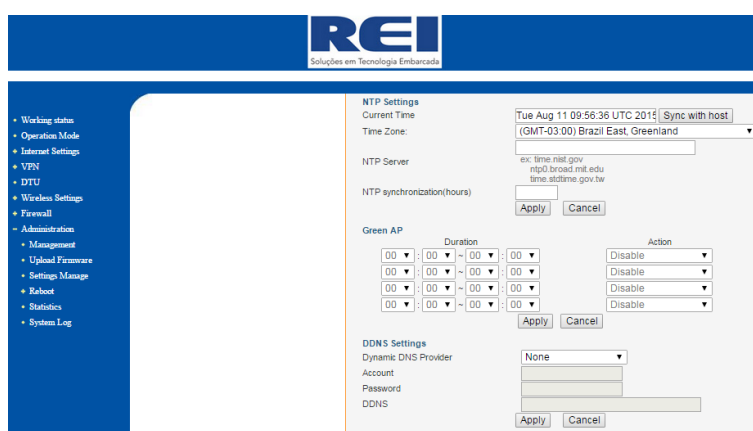 REI
Soluções em Tecnologia Embarcada
Working status
Operation Mode
Internet Settings
VPN
DTU
Wireless Settings
Firewall
Administration
Management
Upload Firmware
Settings Manage
Reboot
Statistics
System Log
NTP Settings
Current Time Tue Aug 11 09:56:36 UTC 2015 Sync with host
Time Zone: (GMT-03:00) Brazil East, Greenland
NTP Server
ex: time.nist.gov
ntp0.broad.mit.edu
time.stdtime.gov.tw
NTP synchronization(hours)
Apply Cancel
Green AP
Duration Action
00 : 00 ~ 00 : 00 Disable
00 : 00 ~ 00 : 00 Disable
00 : 00 ~ 00 : 00 Disable
00 : 00 ~ 00 : 00 Disable
Apply Cancel
DDNS Settings
Dynamic DNS Provider None
Account
Password
DDNS
Apply Cancel